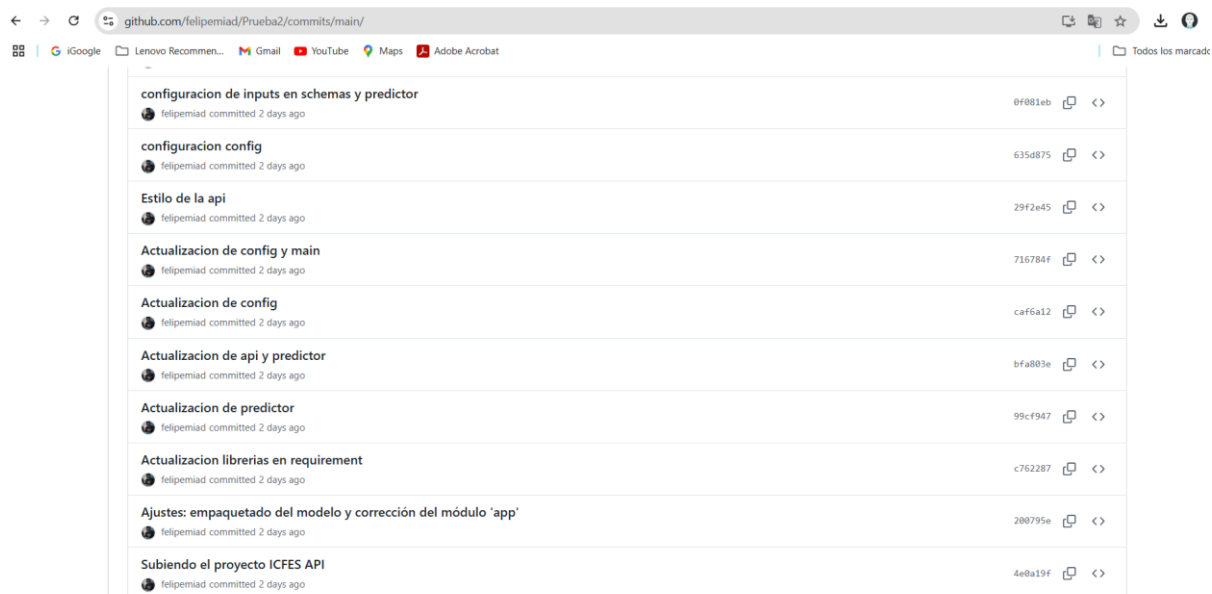 github.com/felipemiad/Prueba2/commits/main/
iGoogle Lenovo Recommen... Gmail YouTube Maps Adobe Acrobat Todos los marcado
configuracion de inputs en schemas y predictor
felipemiad committed 2 days ago
0f081eb
configuracion config
felipemiad committed 2 days ago
635d875
Estilo de la api
felipemiad committed 2 days ago
29f2e45
Actualizacion de config y main
felipemiad committed 2 days ago
716784f
Actualizacion de config
felipemiad committed 2 days ago
caf6a12
Actualizacion de api y predictor
felipemiad committed 2 days ago
bfa803e
Actualizacion de predictor
felipemiad committed 2 days ago
99cf947
Actualizacion librerias en requirement
felipemiad committed 2 days ago
c762287
Ajustes: empaquetado del modelo y corrección del módulo 'app'
felipemiad committed 2 days ago
200795e
Subiendo el proyecto ICFES API
felipemiad committed 2 days ago
4e0a19f